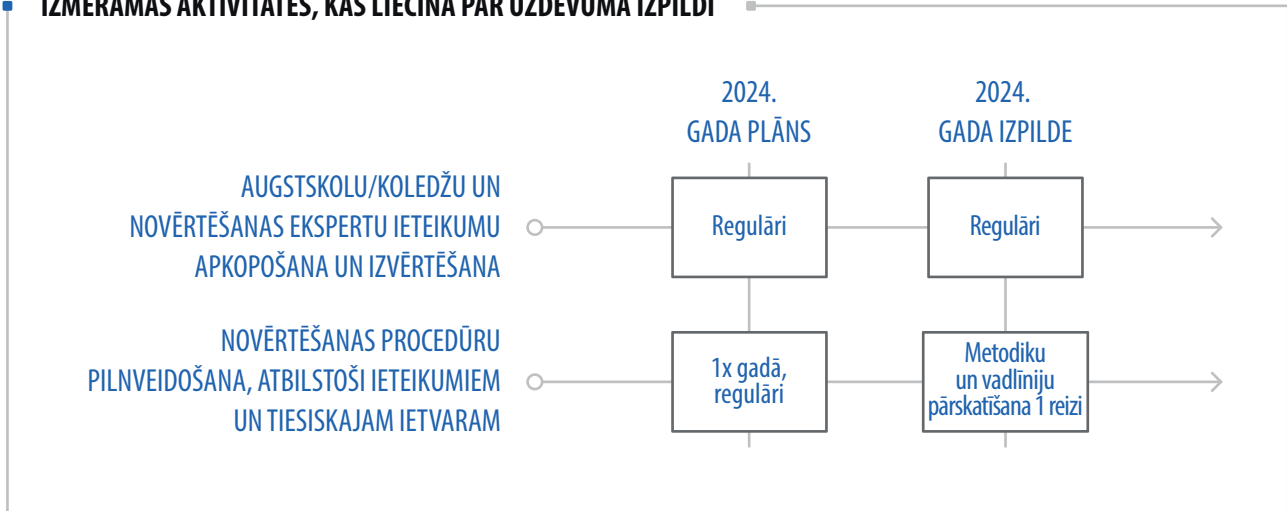 IZMĒRĀMĀS AKTIVITĀTES, KAS LIECINA PAR UZDEVUMA IZPILDI
2024.
GADA PLĀNS
2024.
GADA IZPILDE
AUGSTSKOLU/KOLEDŽU UN
NOVĒRTĒŠANAS EKSPERTU IETEIKUMU
APKOPOŠANA UN IZVĒRTĒŠANA
Regulāri
Regulāri
NOVĒRTĒŠANAS PROCEDŪRU
PILNVEIDOŠANA, ATBILSTOŠI IETEIKUMIEM
UN TIESISKAJAM IETVARAM
1x gadā,
regulāri
Metodiku
un vadlīniju
pārskatīšana 1 reizi